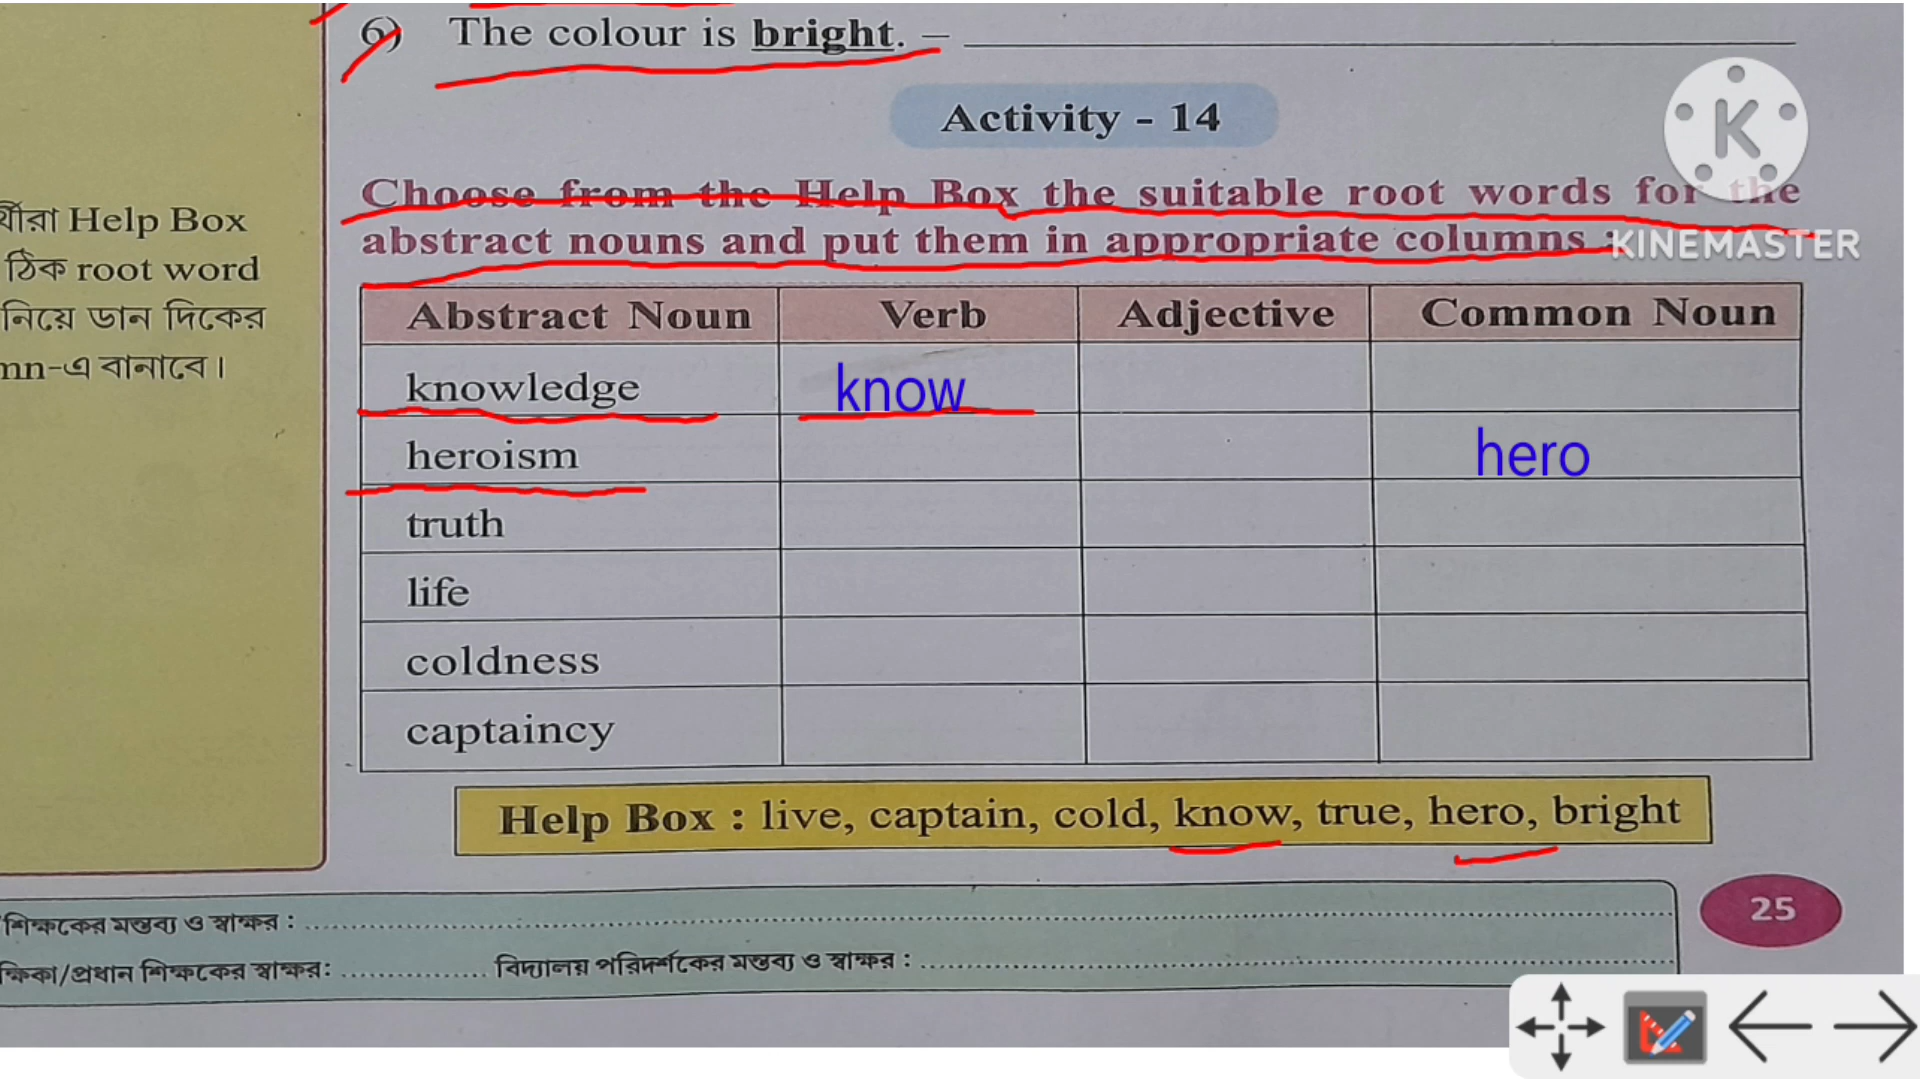 6) The colour is bright. –
Activity - 14
Choose from the Help Box the suitable root words for the
abstract nouns and put them in appropriate columns :
র্থীরা Help Box
ঠিক root word
নিয়ে ডান দিকের
mn-এ বানাবে।
K
KINEMASTER
Abstract Noun Verb Adjective Common Noun
knowledge know
heroism hero
truth
life
coldness
captaincy
Help Box : live, captain, cold, know, true, hero, bright
শিক্ষকের মন্তব্য ও স্বাক্ষর :
ক্ষিকা/প্রধান শিক্ষকের স্বাক্ষর: বিদ্যালয় পরিদর্শকের মন্তব্য ও স্বাক্ষর :
25